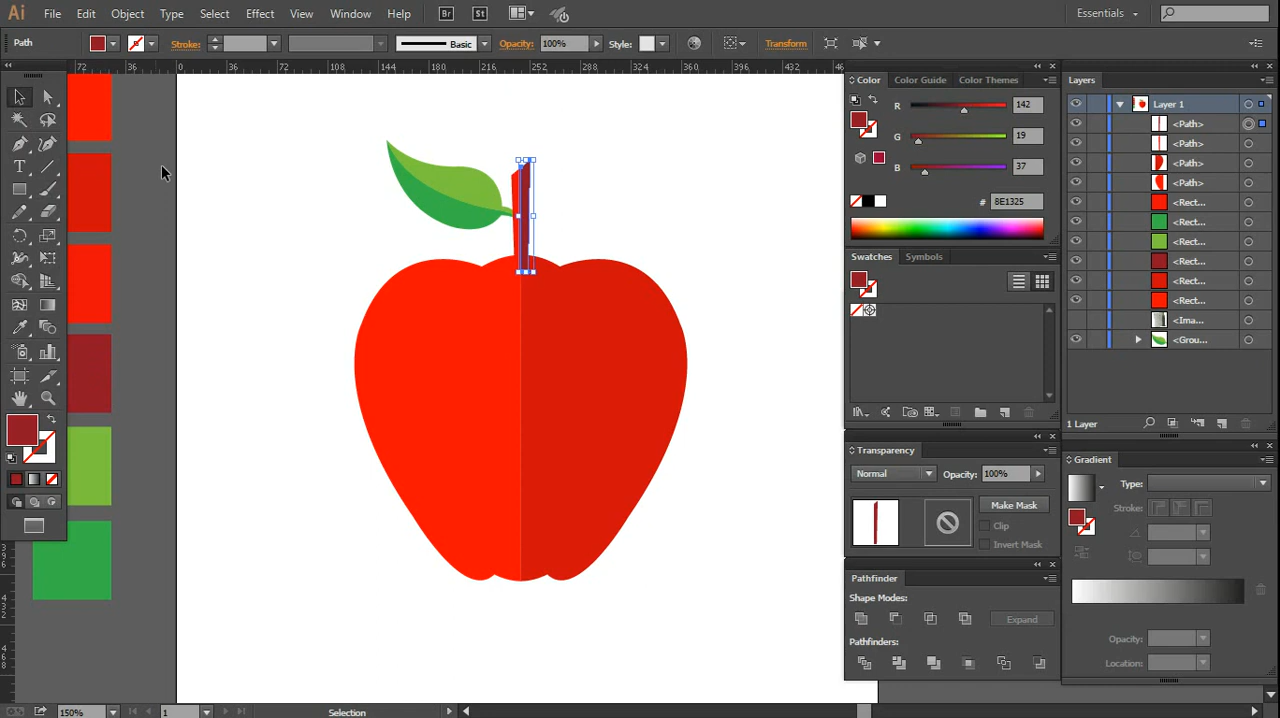 Ai File Edit Object Type Select Effect View Window Help Br St Essentials
Path Stroke: Basic Opacity: 100% Style: Transform
72 36 0 36 72 108 144 180 216 252 288 324 360 396 432 46
Color Color Guide Color Themes
R 142
G 19
B 37
# 8E1325
Swatches Symbols
Transparency
Normal Opacity: 100%
Make Mask
Clip
Invert Mask
Pathfinder
Shape Modes:
Expand
Pathfinders:
Layers
Layer 1
<Path>
<Path>
<Path>
<Path>
<Rect...
<Rect...
<Rect...
<Rect...
<Rect...
<Rect...
<Ima...
<Grou...
1 Layer
Gradient
Type:
Stroke:
Opacity:
Location:
150% 1 Selection